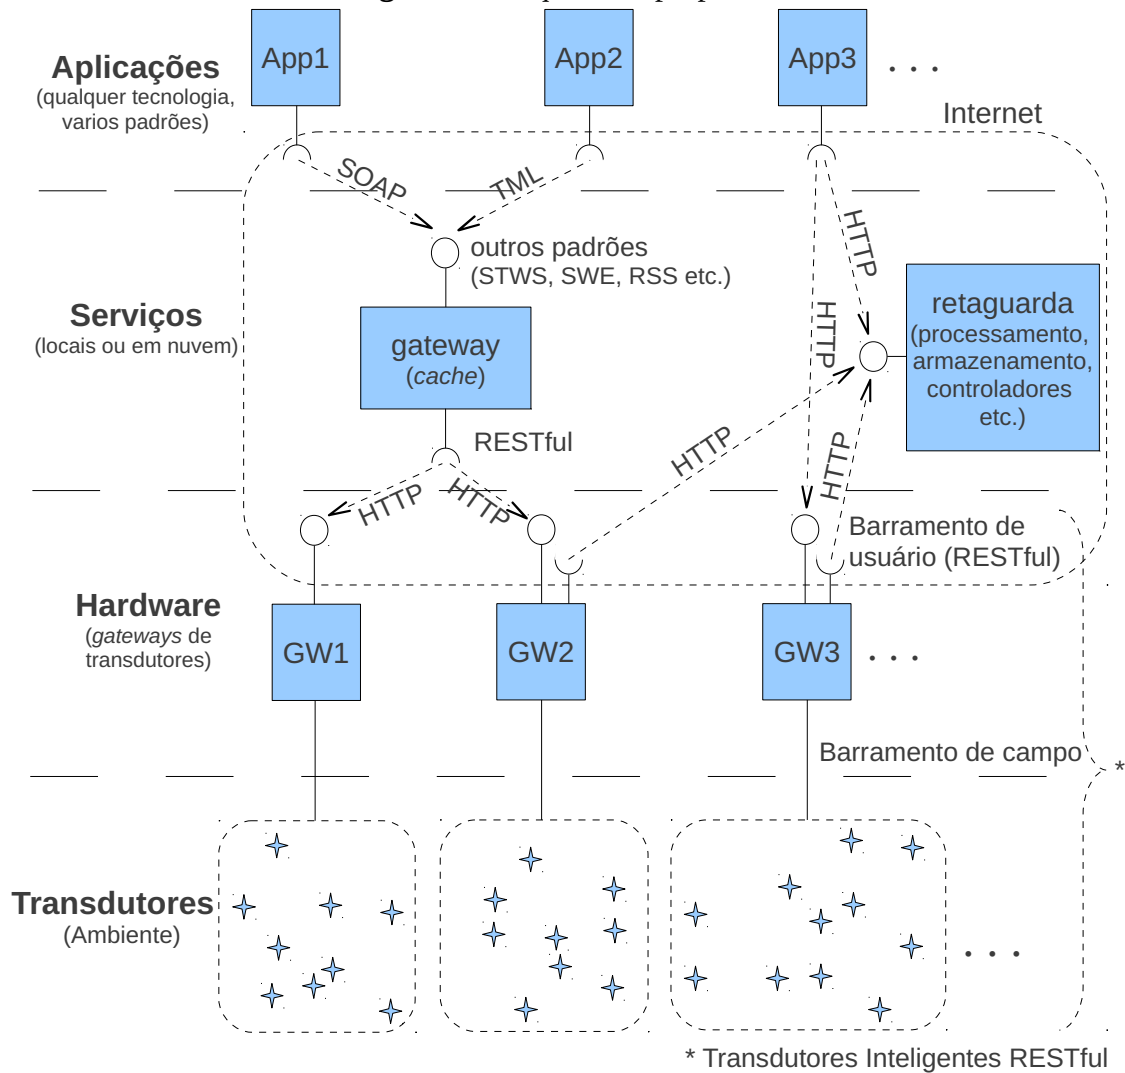 App1
App2
App3
. . .
Aplicações
(qualquer tecnologia,
varios padrões)
Internet
SOAP
TML
HTTP
outros padrões
(STWS, SWE, RSS etc.)
Serviços
(locais ou em nuvem)
gateway
(cache)
HTTP
retaguarda
(processamento,
armazenamento,
controladores
etc.)
RESTful
HTTP
HTTP
HTTP
HTTP
Barramento de
usuário (RESTful)
Hardware
(gateways de
transdutores)
GW1
GW2
GW3
. . .
Barramento de campo
*
Transdutores
(Ambiente)
. . .
* Transdutores Inteligentes RESTful